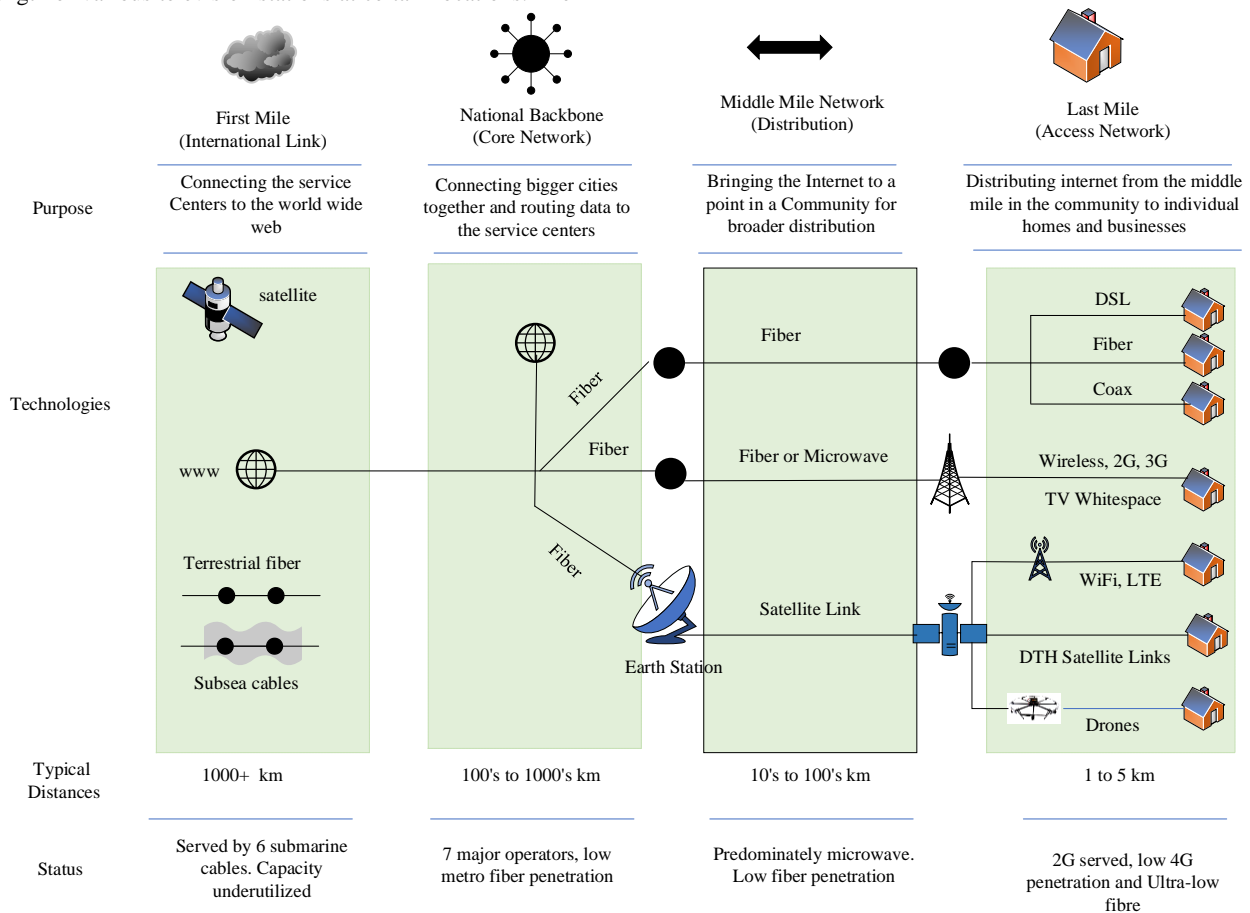 First Mile
(International Link)
National Backbone
(Core Network)
Middle Mile Network
(Distribution)
Last Mile
(Access Network)
Purpose
Connecting the service
Centers to the world wide
web
Connecting bigger cities
together and routing data to
the service centers
Bringing the Internet to a
point in a Community for
broader distribution
Distributing internet from the middle
mile in the community to individual
homes and businesses
Technologies
satellite
www
Terrestrial fiber
Subsea cables
Fiber
Fiber
Fiber
Earth Station
Fiber
Fiber or Microwave
Satellite Link
DSL
Fiber
Coax
Wireless, 2G, 3G
TV Whitespace
WiFi, LTE
DTH Satellite Links
Drones
Typical
Distances
1000+ km
100's to 1000's km
10's to 100's km
1 to 5 km
Status
Served by 6 submarine
cables. Capacity
underutilized
7 major operators, low
metro fiber penetration
Predominately microwave.
Low fiber penetration
2G served, low 4G
penetration and Ultra-low
fibre